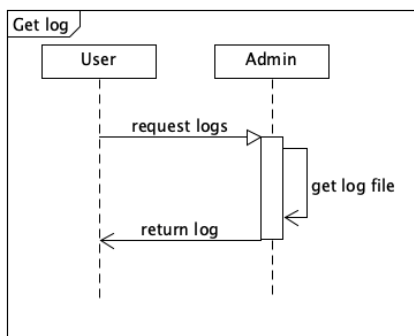 Get log
User
Admin
request logs
get log file
return log